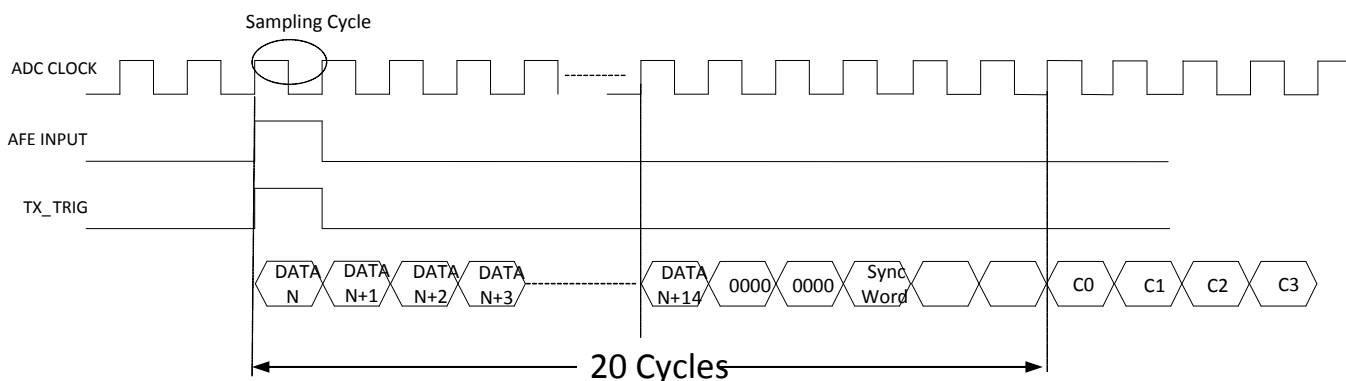 Sampling Cycle
ADC CLOCK
AFE INPUT
TX_TRIG
DATA
N
DATA
N+1
DATA
N+2
DATA
N+3
DATA
N+14
0000
0000
Sync
Word
C0
C1
C2
C3
20 Cycles